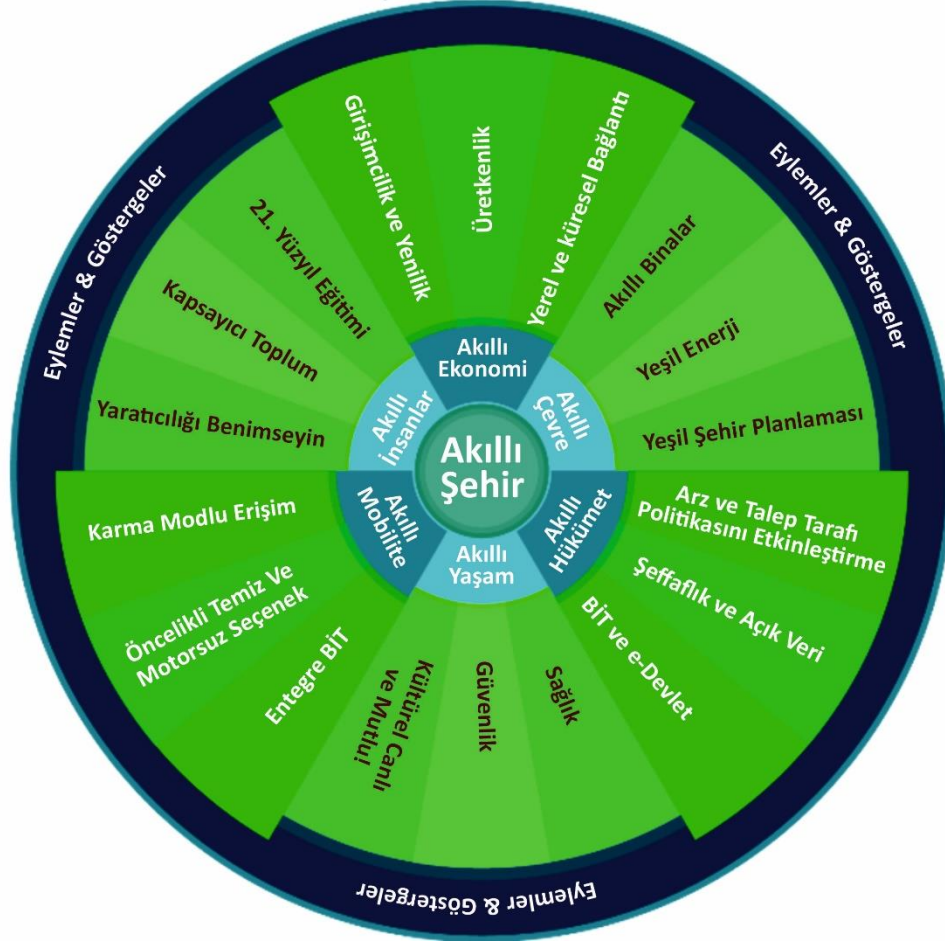 Akıllı
Şehir
Akıllı
Ekonomi
Girişimcilik ve Yenilik
Üretkenlik
Yerel ve küresel Bağlantı
Akıllı
Çevre
Akıllı Binalar
Yeşil Enerji
Yeşil Şehir Planlaması
Akıllı
Hükümet
Arz ve Talep Tarafı
Politikasını Etkinleştirme
Şeffaflık ve Açık Veri
BİT ve e-Devlet
Akıllı
Yaşam
Sağlık
Güvenlik
Kültürel Canlı
ve Mutlu!
Akıllı
Mobilite
Entegre BİT
Öncelikli Temiz Ve
Motorsuz Seçenek
Karma Modlu Erişim
Akıllı
İnsanlar
Yaratıcılığı Benimseyin
Kapsayıcı Toplum
21. Yüzyıl Eğitimi
Eylemler & Göstergeler
Eylemler & Göstergeler
Eylemler & Göstergeler